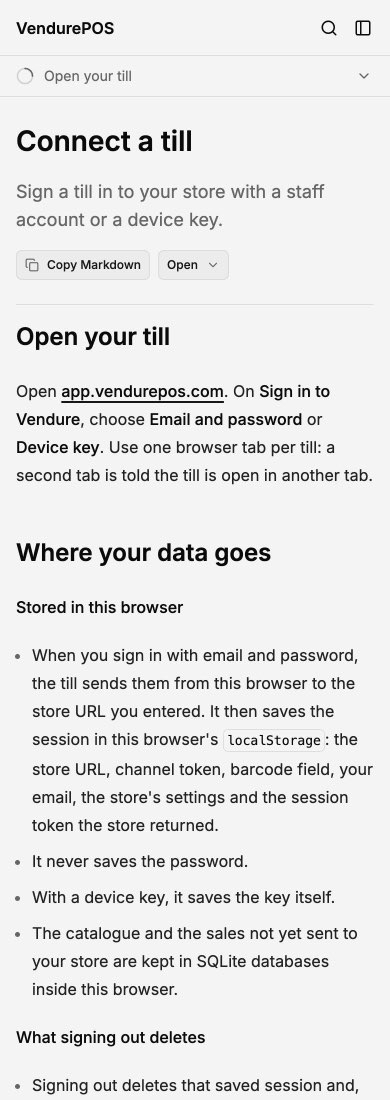 VendurePOS
Open your till
Connect a till
Sign a till in to your store with a staff
account or a device key.
Copy Markdown
Open
Open your till
Open app.vendurepos.com. On Sign in to
Vendure, choose Email and password or
Device key. Use one browser tab per till: a
second tab is told the till is open in another tab.
Where your data goes
Stored in this browser
When you sign in with email and password,
the till sends them from this browser to the
store URL you entered. It then saves the
session in this browser's localStorage: the
store URL, channel token, barcode field, your
email, the store's settings and the session
token the store returned.
It never saves the password.
With a device key, it saves the key itself.
The catalogue and the sales not yet sent to
your store are kept in SQLite databases
inside this browser.
What signing out deletes
Signing out deletes that saved session and,